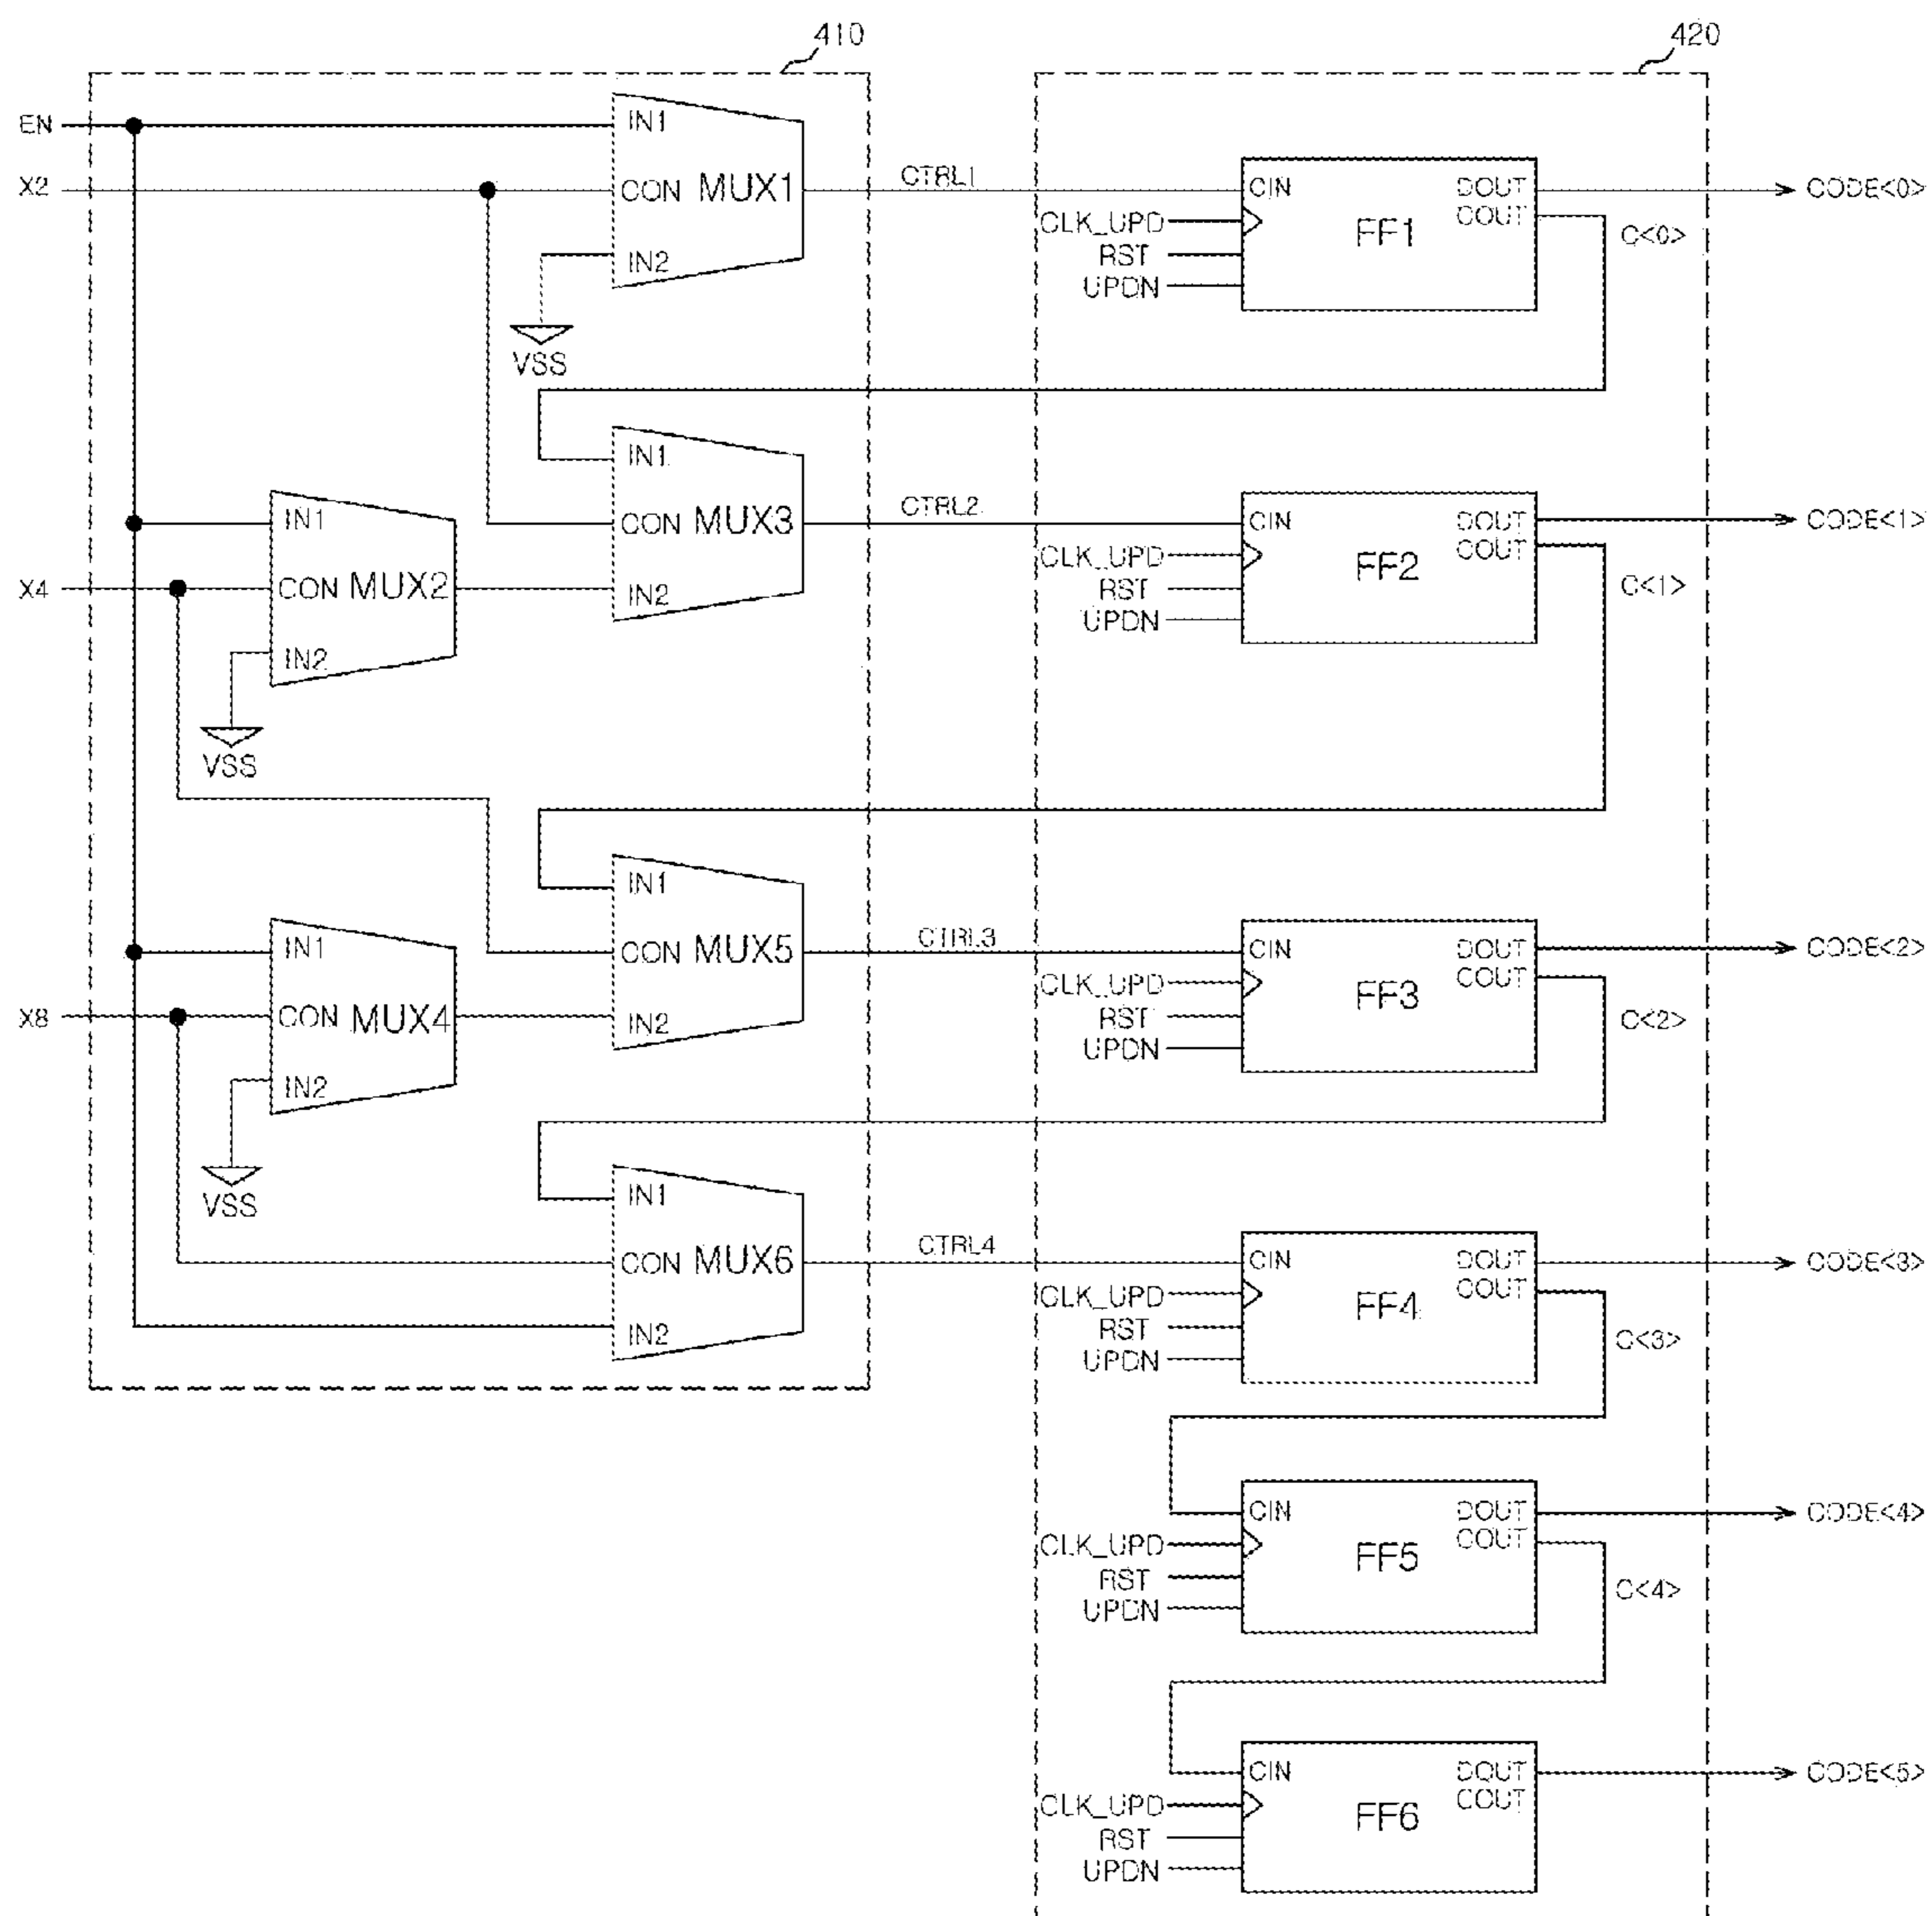 410
420
EN
IN1
X2
CON MUX1
CTRL1
CIN
DOUT
CODE<0>
COUT
CLK_UPD
FF1
C<0>
IN2
RST
UPDN
VSS
IN1
IN1
CON MUX3
CTRL2
CIN
DOUT
CODE<1>
COUT
CLK_UPD
FF2
X4
CON MUX2
IN2
RST
C<1>
UPDN
IN2
VSS
IN1
IN1
CON MUX5
CTRL3
CIN
DOUT
CODE<2>
COUT
CLK_UPD
FF3
X8
CON MUX4
IN2
RST
C<2>
UPDN
IN2
VSS
IN1
CON MUX6
CTRL4
CIN
DOUT
CODE<3>
COUT
CLK_UPD
FF4
IN2
RST
C<3>
UPDN
CIN
DOUT
CODE<4>
COUT
CLK_UPD
FF5
RST
C<4>
UPDN
CIN
DOUT
CODE<5>
COUT
CLK_UPD
FF6
RST
UPDN